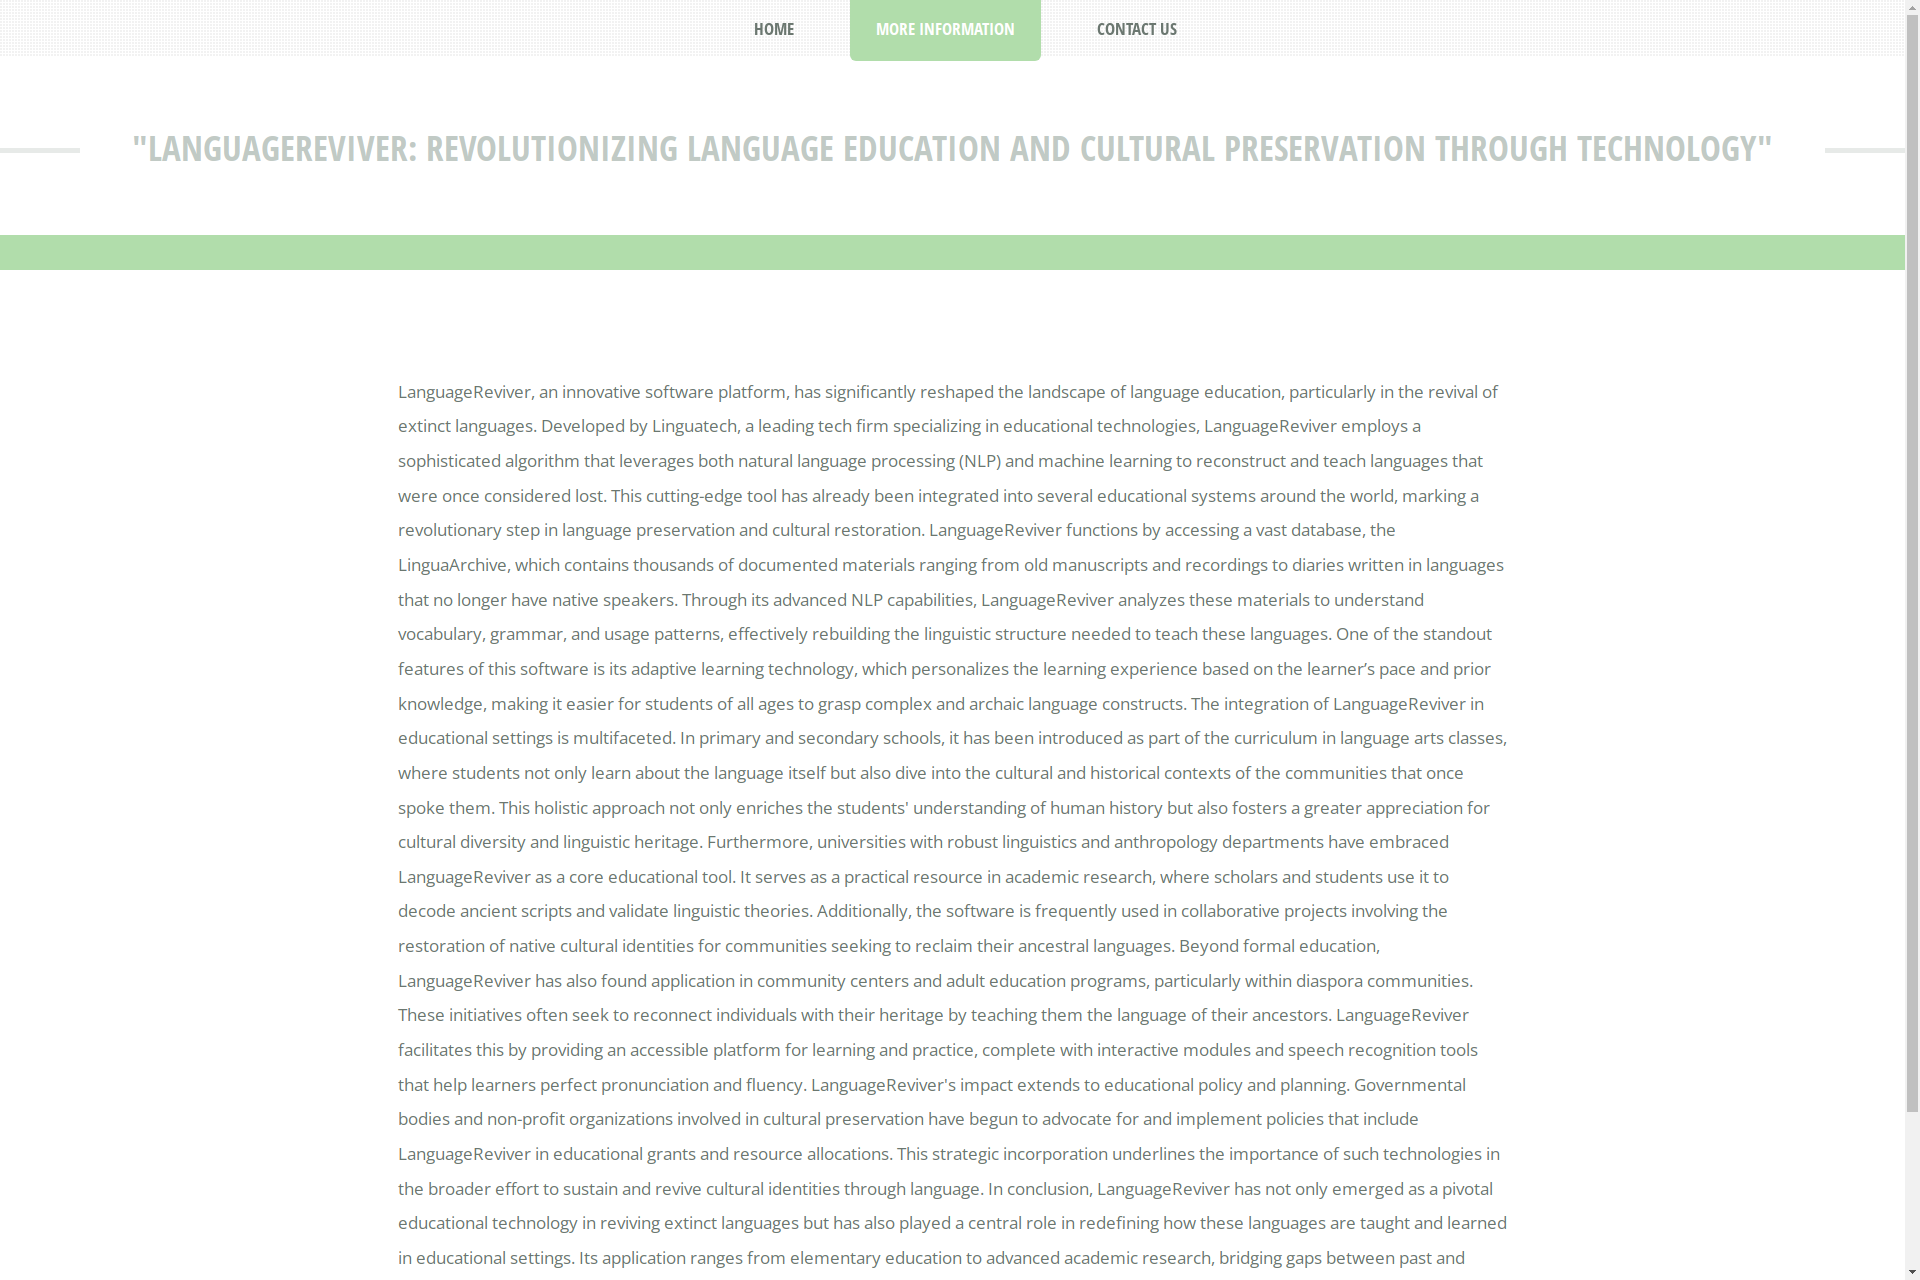 HOME
MORE INFORMATION
CONTACT US
"LANGUAGEREVIVER: REVOLUTIONIZING LANGUAGE EDUCATION AND CULTURAL PRESERVATION THROUGH TECHNOLOGY"
LanguageReviver, an innovative software platform, has significantly reshaped the landscape of language education, particularly in the revival of
extinct languages. Developed by Linguatech, a leading tech firm specializing in educational technologies, LanguageReviver employs a
sophisticated algorithm that leverages both natural language processing (NLP) and machine learning to reconstruct and teach languages that
were once considered lost. This cutting-edge tool has already been integrated into several educational systems around the world, marking a
revolutionary step in language preservation and cultural restoration. LanguageReviver functions by accessing a vast database, the
LinguaArchive, which contains thousands of documented materials ranging from old manuscripts and recordings to diaries written in languages
that no longer have native speakers. Through its advanced NLP capabilities, LanguageReviver analyzes these materials to understand
vocabulary, grammar, and usage patterns, effectively rebuilding the linguistic structure needed to teach these languages. One of the standout
features of this software is its adaptive learning technology, which personalizes the learning experience based on the learner’s pace and prior
knowledge, making it easier for students of all ages to grasp complex and archaic language constructs. The integration of LanguageReviver in
educational settings is multifaceted. In primary and secondary schools, it has been introduced as part of the curriculum in language arts classes,
where students not only learn about the language itself but also dive into the cultural and historical contexts of the communities that once
spoke them. This holistic approach not only enriches the students' understanding of human history but also fosters a greater appreciation for
cultural diversity and linguistic heritage. Furthermore, universities with robust linguistics and anthropology departments have embraced
LanguageReviver as a core educational tool. It serves as a practical resource in academic research, where scholars and students use it to
decode ancient scripts and validate linguistic theories. Additionally, the software is frequently used in collaborative projects involving the
restoration of native cultural identities for communities seeking to reclaim their ancestral languages. Beyond formal education,
LanguageReviver has also found application in community centers and adult education programs, particularly within diaspora communities.
These initiatives often seek to reconnect individuals with their heritage by teaching them the language of their ancestors. LanguageReviver
facilitates this by providing an accessible platform for learning and practice, complete with interactive modules and speech recognition tools
that help learners perfect pronunciation and fluency. LanguageReviver's impact extends to educational policy and planning. Governmental
bodies and non-profit organizations involved in cultural preservation have begun to advocate for and implement policies that include
LanguageReviver in educational grants and resource allocations. This strategic incorporation underlines the importance of such technologies in
the broader effort to sustain and revive cultural identities through language. In conclusion, LanguageReviver has not only emerged as a pivotal
educational technology in reviving extinct languages but has also played a central role in redefining how these languages are taught and learned
in educational settings. Its application ranges from elementary education to advanced academic research, bridging gaps between past and